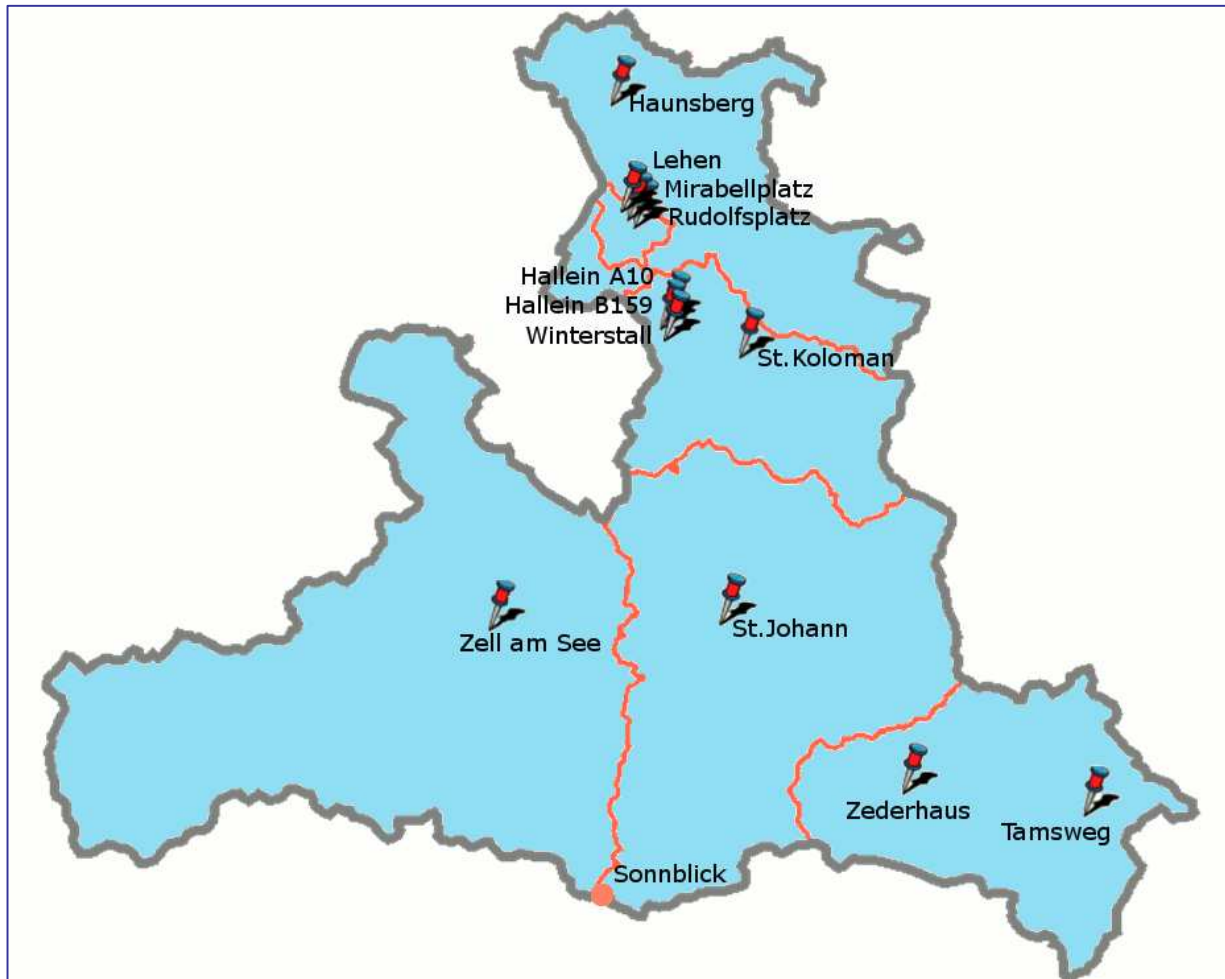 Haunsberg
Lehen
Mirabellplatz
Rudolfsplatz
Hallein A10
Hallein B159
Winterstall
St.Koloman
Zell am See
St.Johann
Zederhaus
Tamsweg
Sonnblick